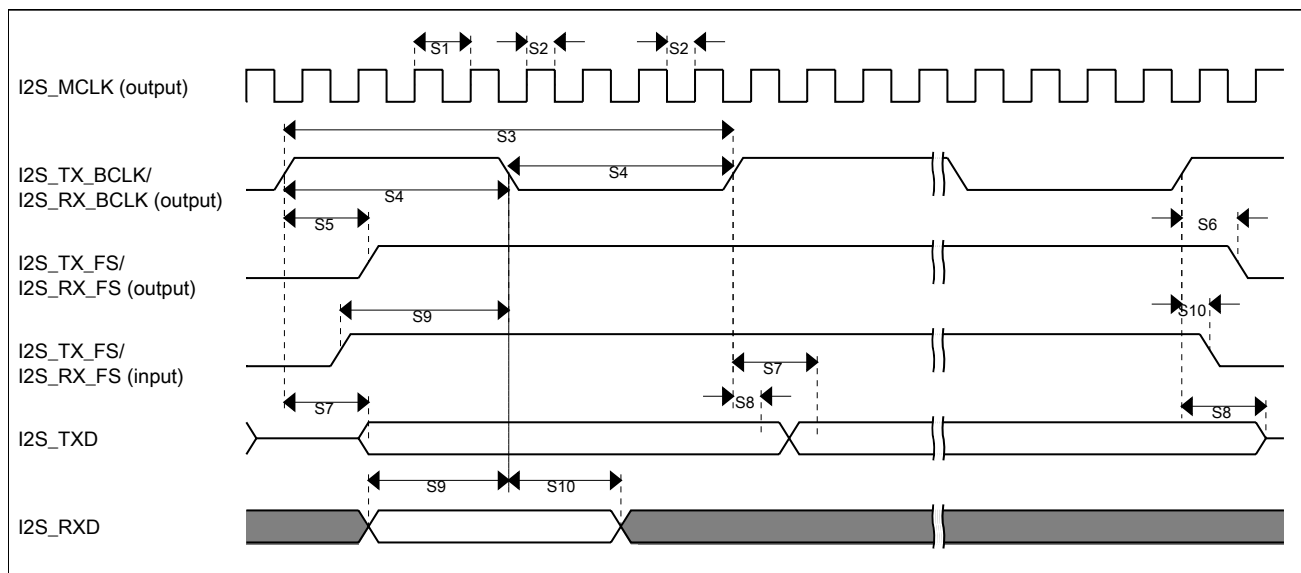 S1
S2
S2
I2S_MCLK (output)
S3
I2S_TX_BCLK/
I2S_RX_BCLK (output)
S4
S4
S5
S6
I2S_TX_FS/
I2S_RX_FS (output)
S9
S10
I2S_TX_FS/
I2S_RX_FS (input)
S7
S7
S8
S8
I2S_TXD
S9
S10
I2S_RXD